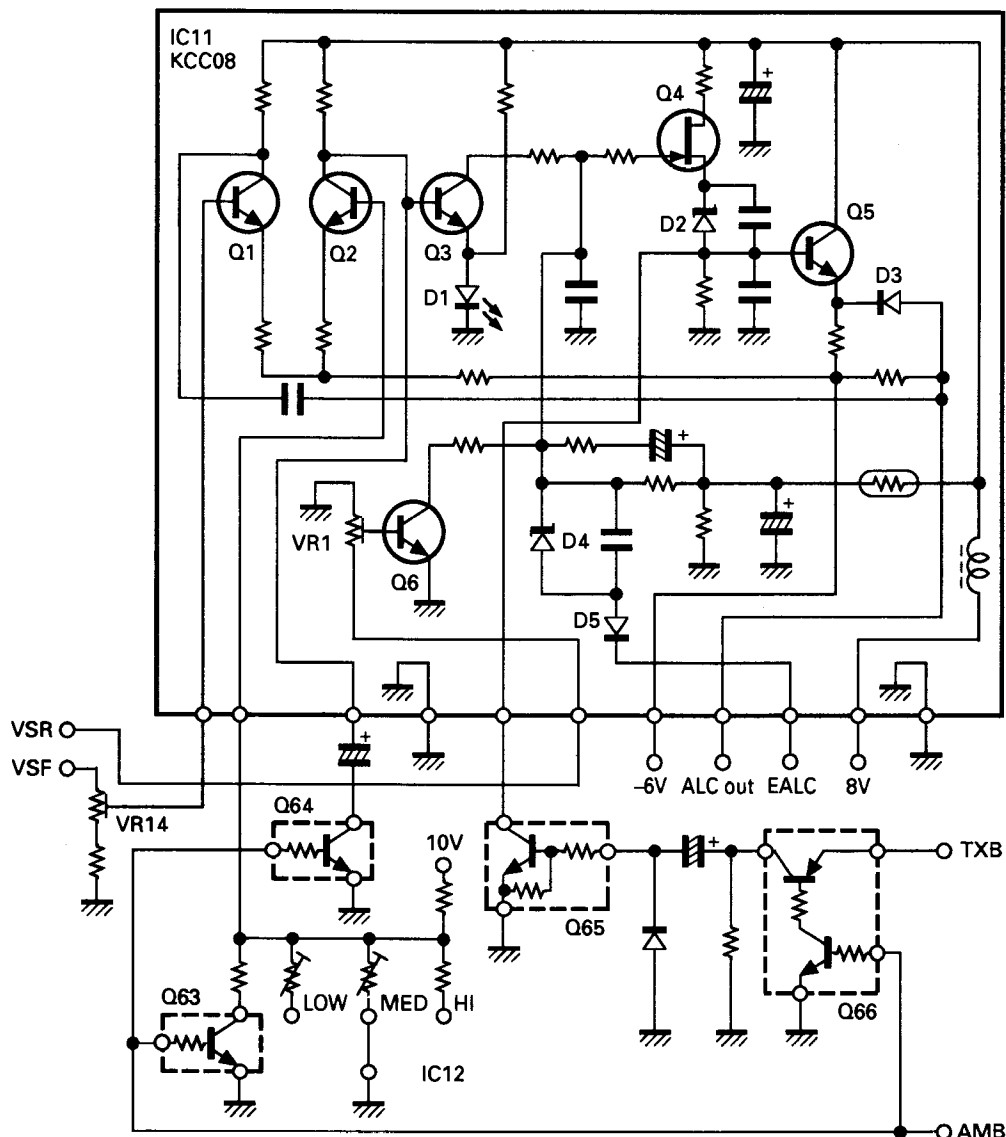 IC11
KCC08
Q4
+
Q5
Q1
Q2
Q3
D2
D3
D1
+
VR1
Q6
D4
+
D5
VSR
VSF
VR14
+
–6V
ALC out
EALC
8V
Q64
10V
+
TXB
Q65
Q66
Q63
LOW
MED
HI
IC12
AMB